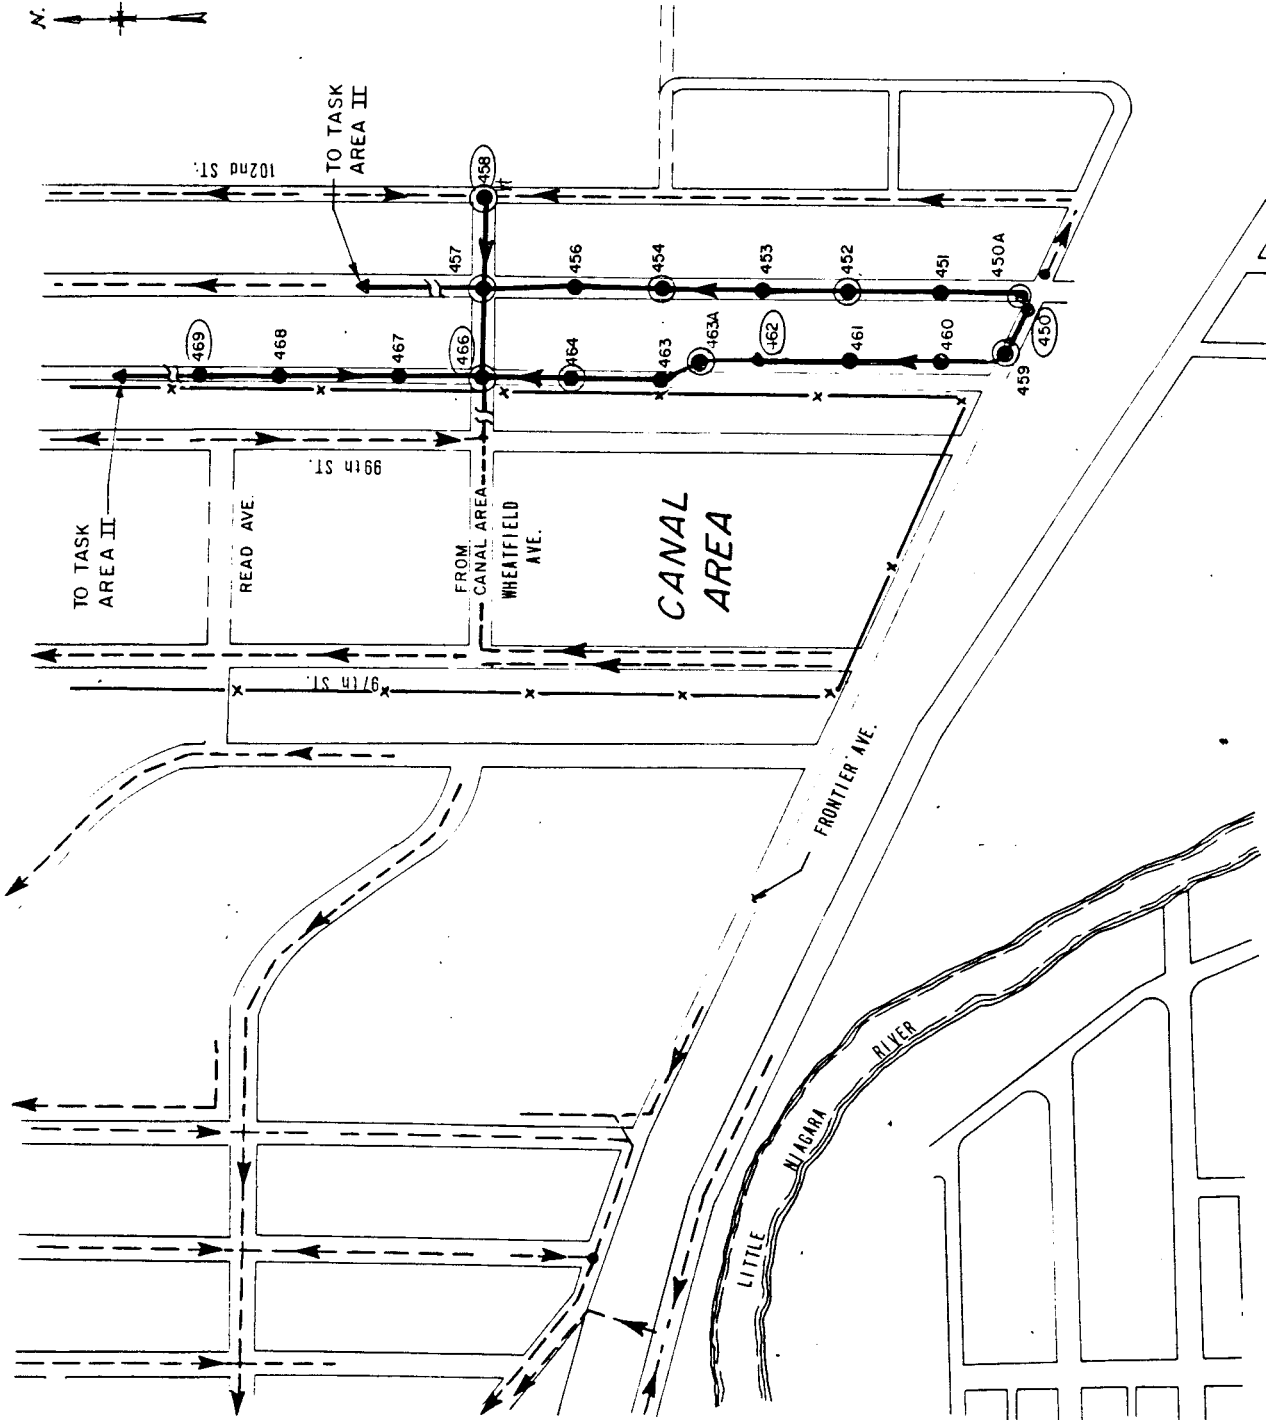 N.
102nd ST.
TO TASK
AREA II
458
457
456
454
453
452
451
450A
450
469
468
467
466
464
463
463A
462
461
460
459
99th ST.
TO TASK
AREA II
READ AVE.
FROM
CANAL AREA
WHEATFIELD
AVE.
CANAL
AREA
97th ST.
FRONTIER AVE.
LITTLE
NIAGARA
RIVER